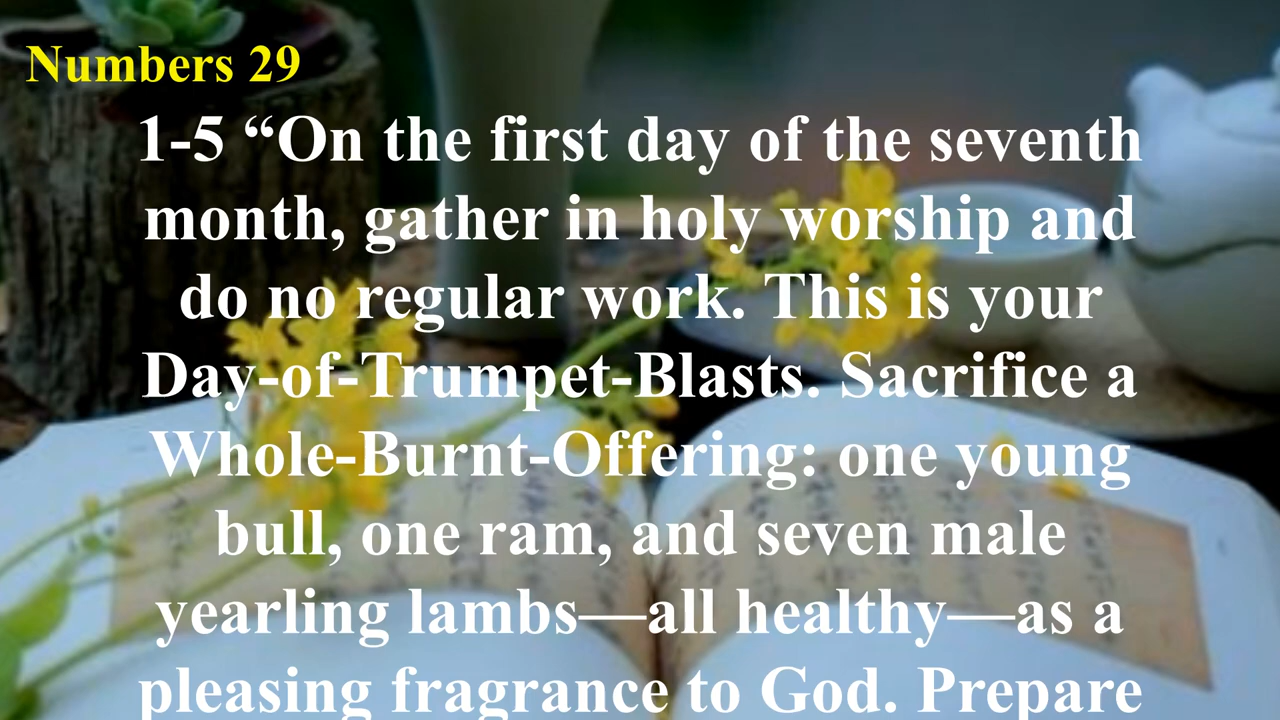 Numbers 29
1-5 “On the first day of the seventh
month, gather in holy worship and
do no regular work. This is your
Day-of-Trumpet-Blasts. Sacrifice a
Whole-Burnt-Offering: one young
bull, one ram, and seven male
yearling lambs—all healthy—as a
pleasing fragrance to God. Prepare